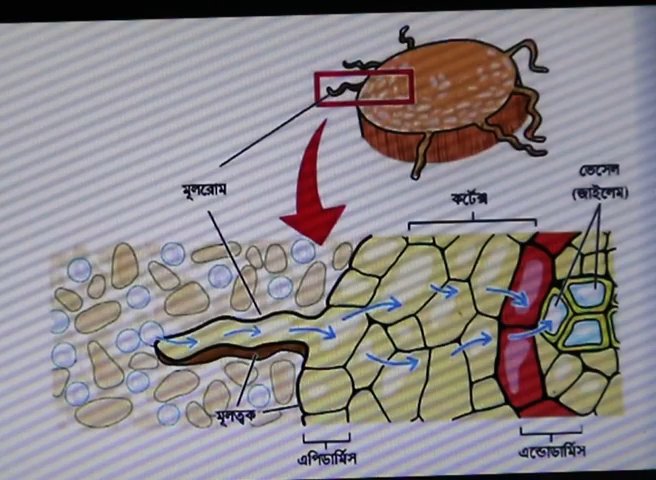 ভেসেল
(জাইলেম)
মূলরোম
কর্টেক্স
মূলত্বক
এপিডার্মিস
এন্ডোডার্মিস